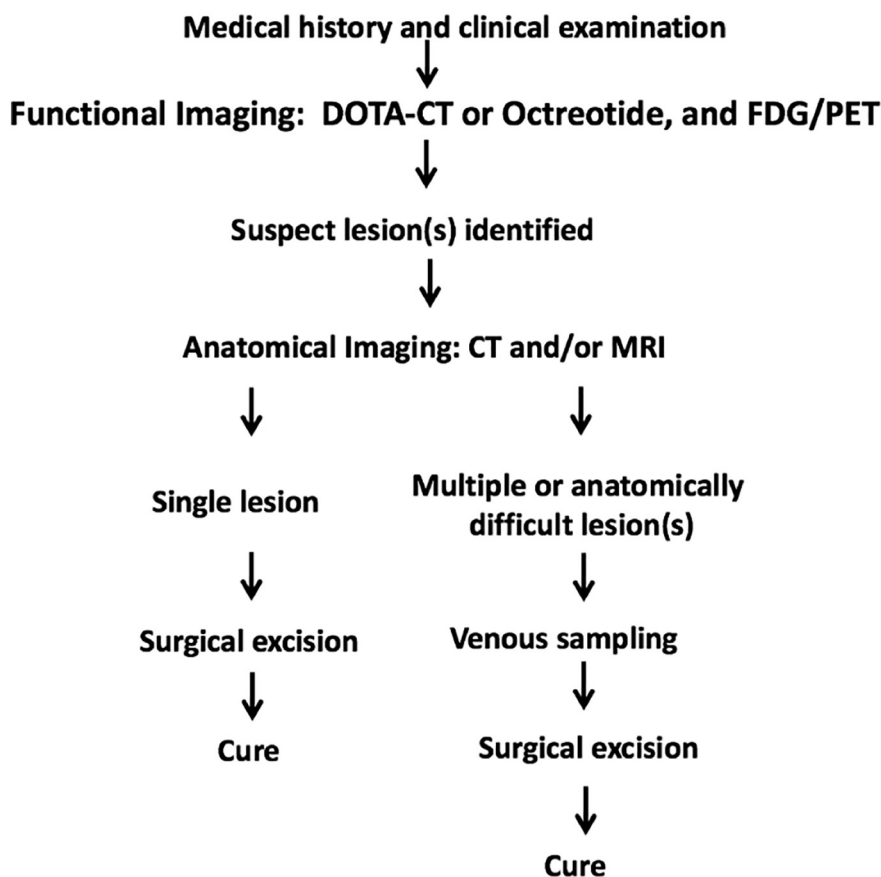 Medical history and clinical examination
Functional Imaging: DOTA-CT or Octreotide, and FDG/PET
Suspect lesion(s) identified
Anatomical Imaging: CT and/or MRI
Single lesion
Multiple or anatomically
difficult lesion(s)
Surgical excision
Venous sampling
Cure
Surgical excision
Cure